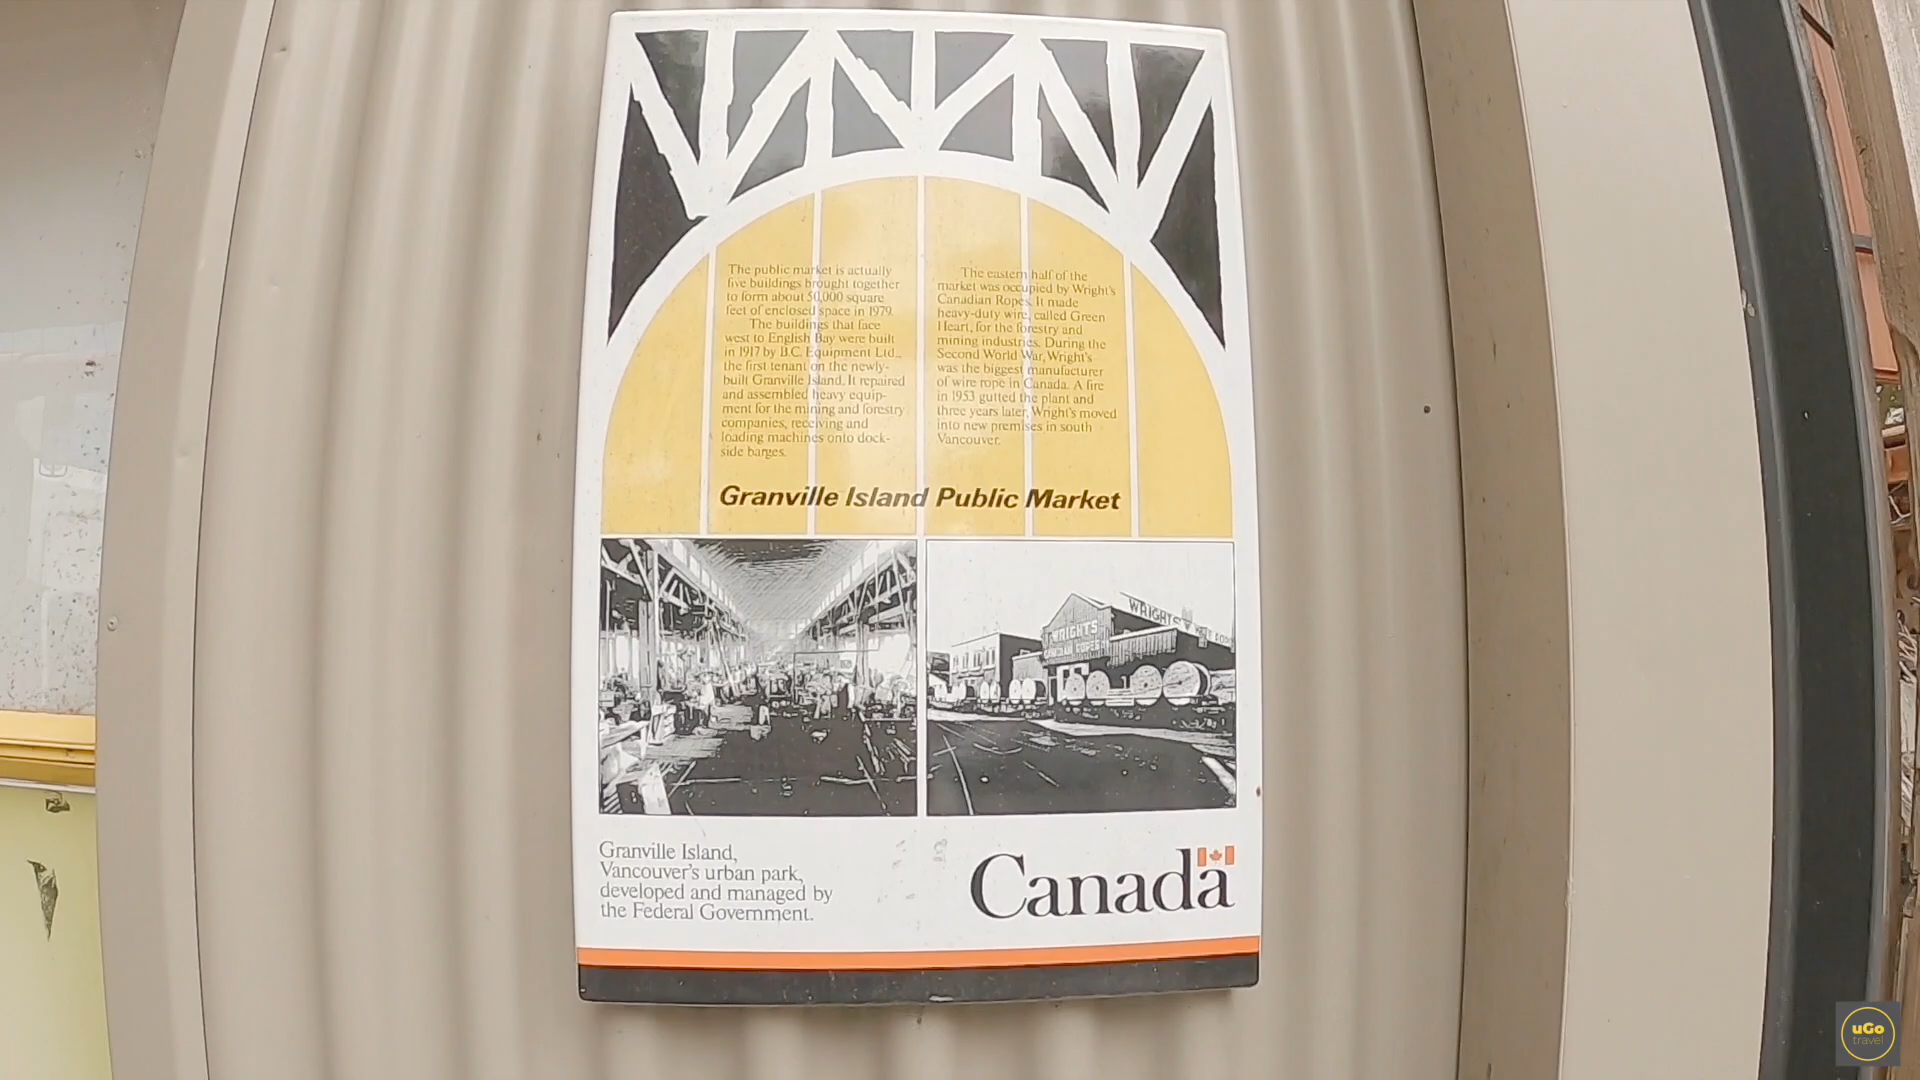 The public market is actually
five buildings brought together
to form about 50,000 square
feet of enclosed space in 1979.
The buildings that face
west to English Bay were built
in 1917 by B.C. Equipment Ltd.,
the first tenant on the newly-
built Granville Island. It repaired
and assembled heavy equip-
ment for the mining and forestry
companies, receiving and
loading machines onto dock-
side barges.
The eastern half of the
market was occupied by Wright's
Canadian Ropes. It made
heavy-duty wire, called Green
Heart, for the forestry and
mining industries. During the
Second World War, Wright's
was the biggest manufacturer
of wire rope in Canada. A fire
in 1953 gutted the plant and
three years later, Wright's moved
into new premises in south
Vancouver.
Granville Island Public Market
WRIGHTS
WRIGHTS
CANADIAN ROPES
Granville Island,
Vancouver's urban park,
developed and managed by
the Federal Government.
Canada
uGo
travel